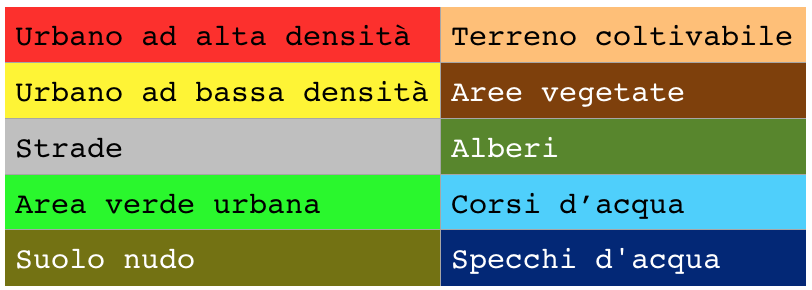 Urbano ad alta densità
Terreno coltivabile
Urbano ad bassa densità
Aree vegetate
Strade
Alberi
Area verde urbana
Corsi d’acqua
Suolo nudo
Specchi d'acqua